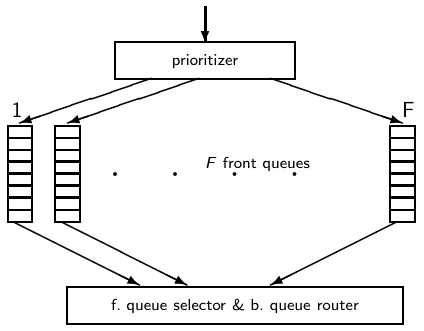 prioritizer
1
F
F front queues
f. queue selector & b. queue router